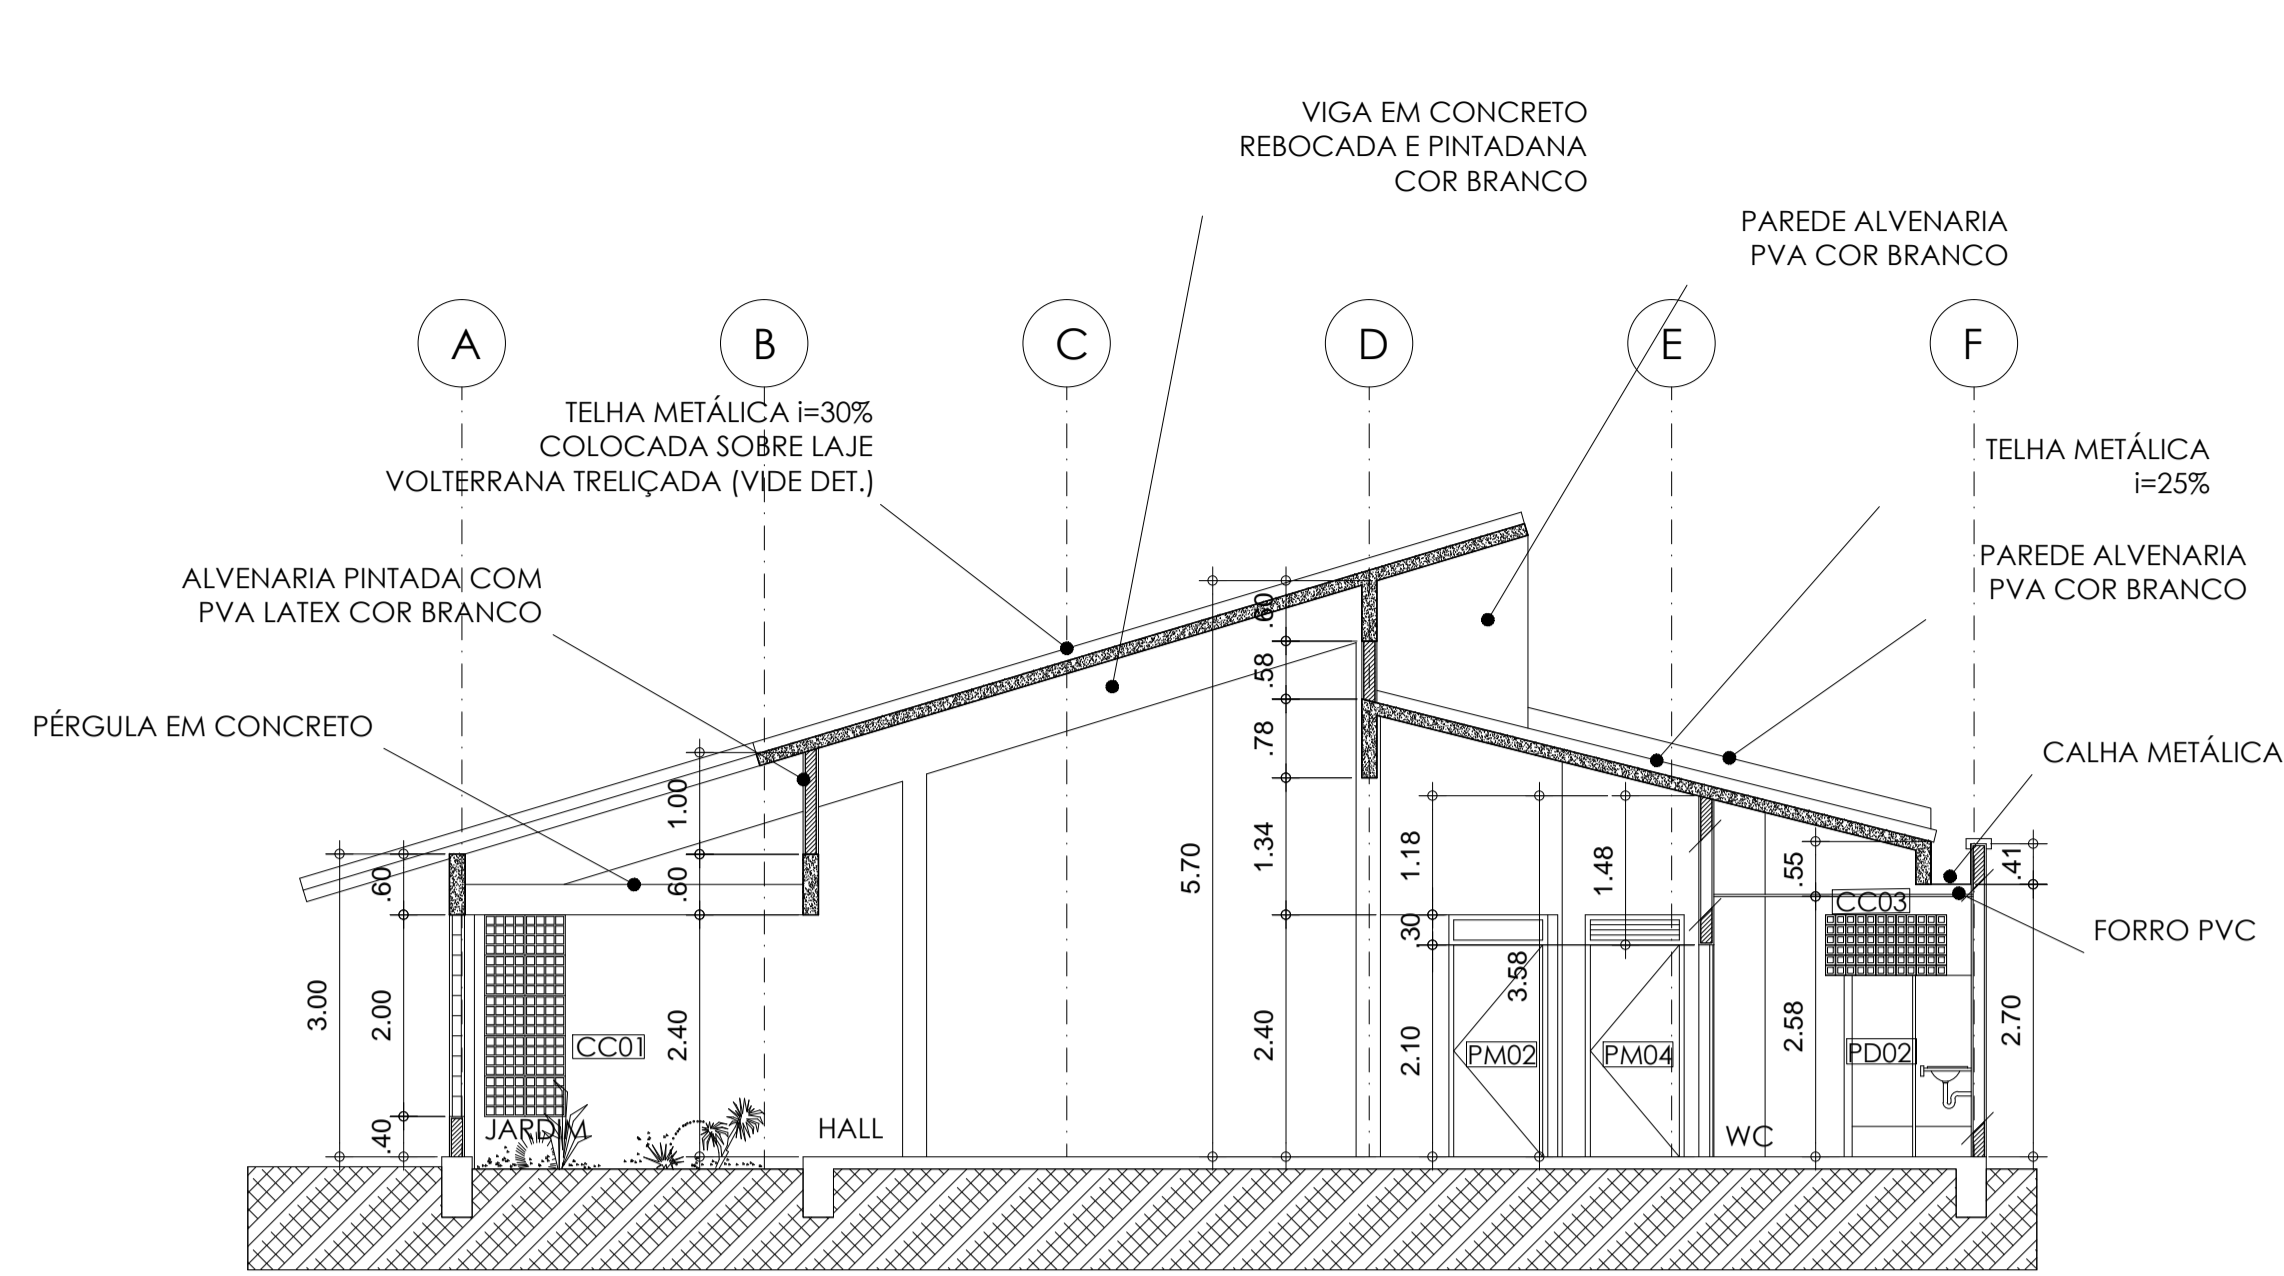 VIGA EM CONCRETO
REBOCADA E PINTADANA
COR BRANCO
PAREDE ALVENARIA
PVA COR BRANCO
A
B
C
D
E
F
TELHA METÁLICA i=30%
COLOCADA SOBRE LAJE
VOLTERRANA TRELIÇADA (VIDE DET.)
TELHA METÁLICA
i=25%
ALVENARIA PINTADA COM
PVA LATEX COR BRANCO
PAREDE ALVENARIA
PVA COR BRANCO
PÉRGULA EM CONCRETO
CALHA METÁLICA
FORRO PVC
3.00
.60
2.00
.40
1.00
.60
2.40
5.70
.60
.58
.78
1.34
2.40
1.18
.30
2.10
3.58
1.48
.55
2.58
.41
2.70
CC01
CC03
PM02
PM04
PD02
JARDIM
HALL
WC